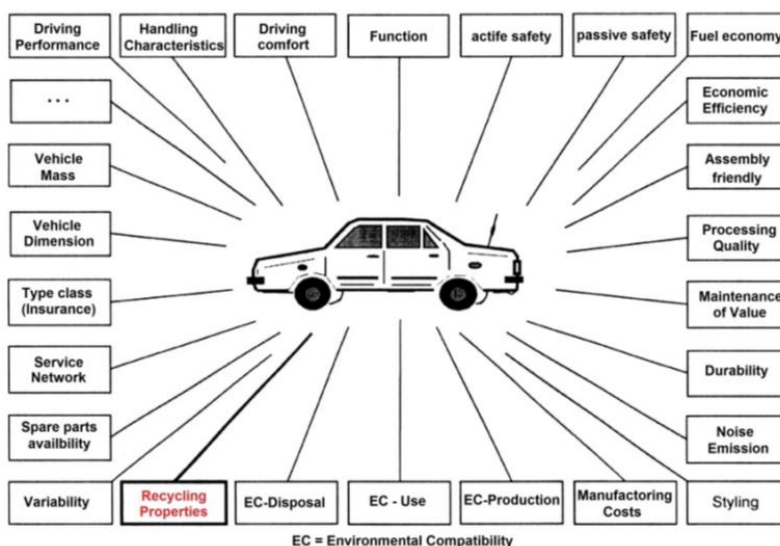 Driving
Performance
Handling
Characteristics
Driving
comfort
Function
actife safety
passive safety
Fuel economy
...
Economic
Efficiency
Vehicle
Mass
Assembly
friendly
Vehicle
Dimension
Processing
Quality
Type class
(Insurance)
Maintenance
of Value
Service
Network
Durability
Spare parts
availbility
Noise
Emission
Variability
Recycling
Properties
EC-Disposal
EC - Use
EC-Production
Manufactoring
Costs
Styling
EC = Environmental Compatibility